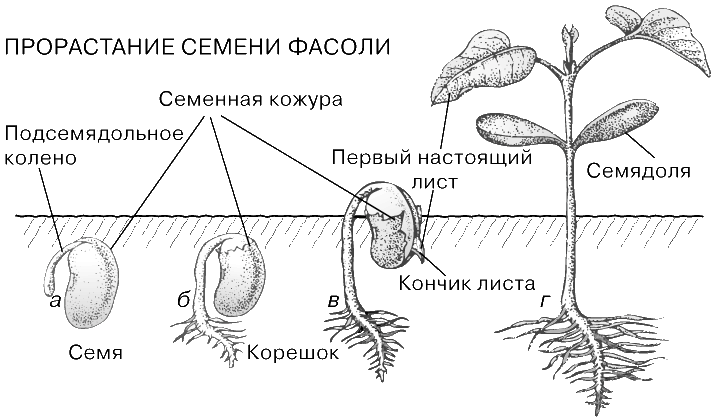 ПРОРАСТАНИЕ СЕМЕНИ ФАСОЛИ
Семенная кожура
Подсемядольное
колено
Первый настоящий
лист
Семядоля
Кончик листа
а
б
в
г
Семя
Корешок